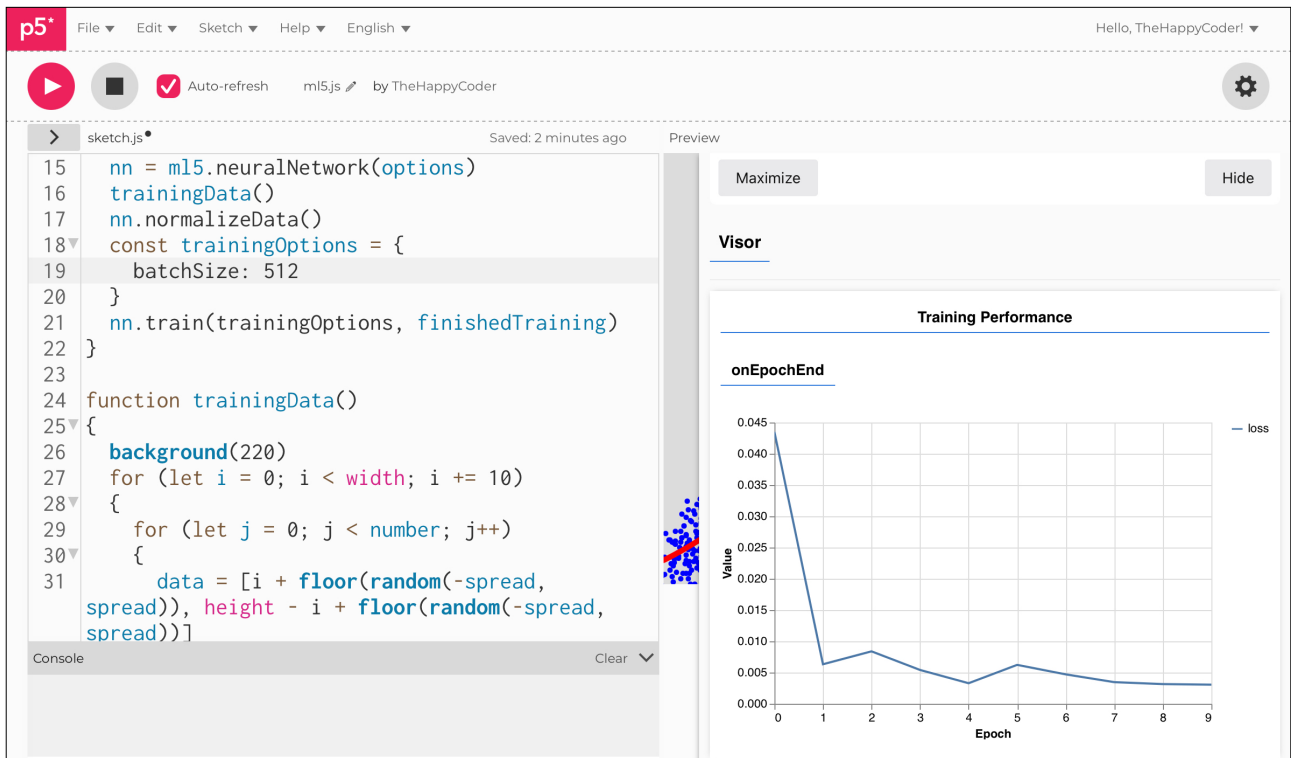 p5* File Edit Sketch Help English Hello, TheHappyCoder!
Auto-refresh ml5.js by TheHappyCoder
sketch.js Saved: 2 minutes ago Preview
15 nn = ml5.neuralNetwork(options)
16 trainingData()
17 nn.normalizeData()
18 const trainingOptions = {
19 batchSize: 512
20 }
21 nn.train(trainingOptions, finishedTraining)
22 }
23
24 function trainingData()
25 {
26 background(220)
27 for (let i = 0; i < width; i += 10)
28 {
29 for (let j = 0; j < number; j++)
30 {
31 data = [i + floor(random(-spread,
spread)), height - i + floor(random(-spread,
spread))]
Console Clear
Maximize Hide
Visor
Training Performance
onEpochEnd
0.045
0.040
0.035
0.030
0.025
0.020
0.015
0.010
0.005
0.000
Value
0 1 2 3 4 5 6 7 8 9
Epoch
loss